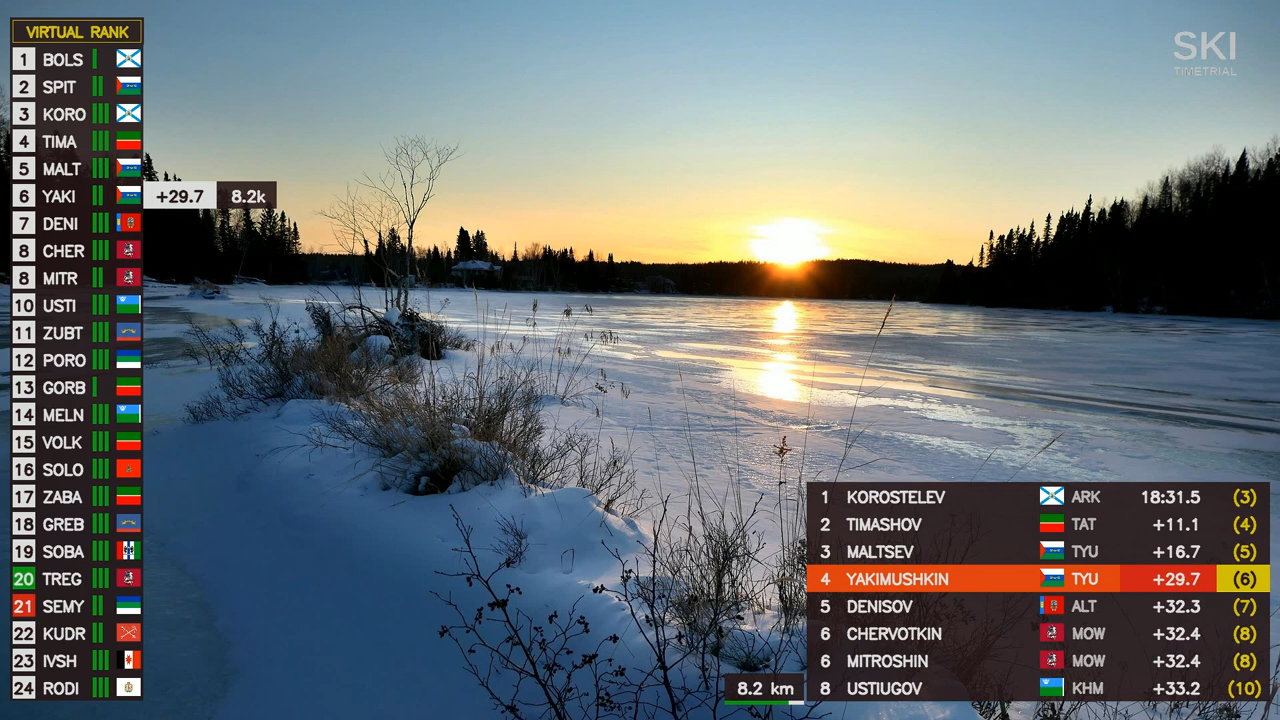 VIRTUAL RANK
1 BOLS
2 SPIT
3 KORO
4 TIMA
5 MALT
6 YAKI +29.7 8.2k
7 DENI
8 CHER
8 MITR
10 USTI
11 ZUBT
12 PORO
13 GORB
14 MELN
15 VOLK
16 SOLO
17 ZABA
18 GREB
19 SOBA
20 TREG
21 SEMY
22 KUDR
23 IVSH
24 RODI
SKI
TIMETRIAL
1 KOROSTELEV ARK 18:31.5 (3)
2 TIMASHOV TAT +11.1 (4)
3 MALTSEV TYU +16.7 (5)
4 YAKIMUSHKIN TYU +29.7 (6)
5 DENISOV ALT +32.3 (7)
6 CHERVOTKIN MOW +32.4 (8)
6 MITROSHIN MOW +32.4 (8)
8 USTIUGOV KHM +33.2 (10)
8.2 km